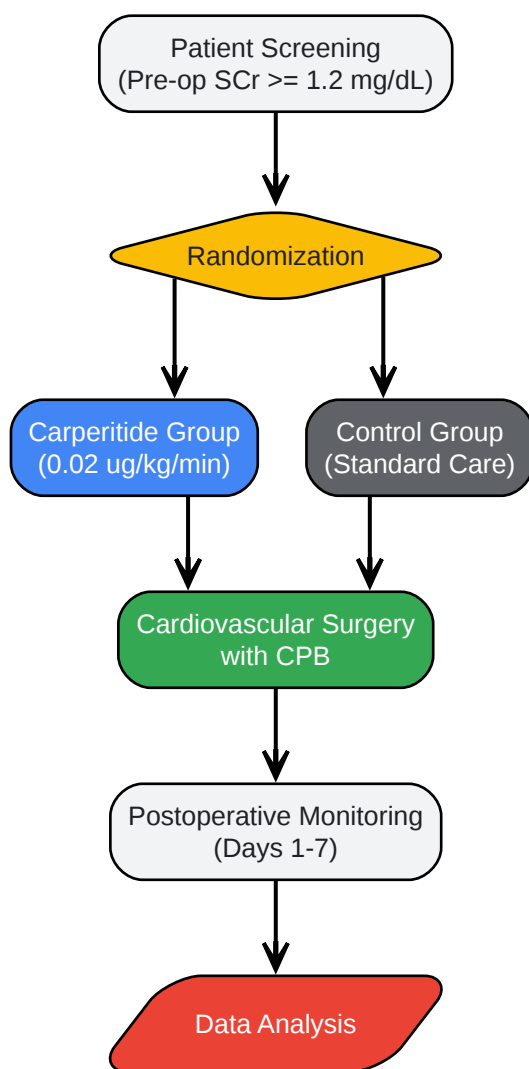 Patient Screening
(Pre-op SCr >= 1.2 mg/dL)
Randomization
Carperitide Group
(0.02 ug/kg/min)
Control Group
(Standard Care)
Cardiovascular Surgery
with CPB
Postoperative Monitoring
(Days 1-7)
Data Analysis